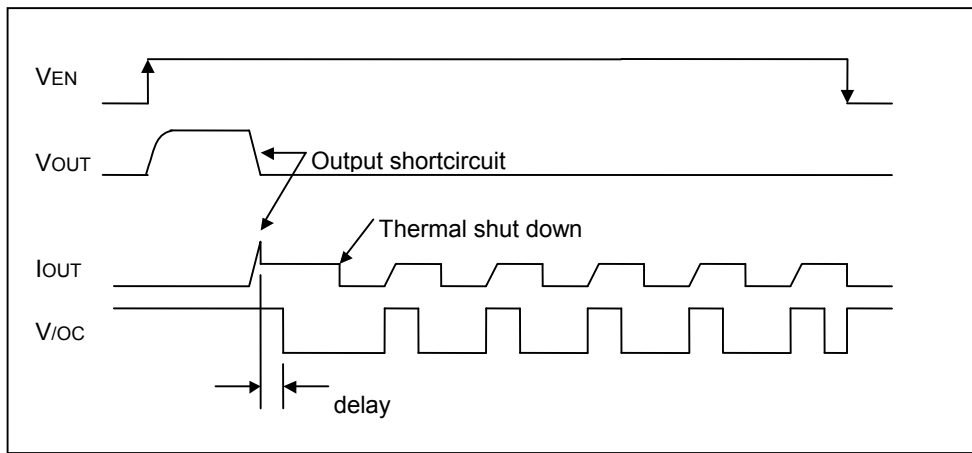 VEN
VOUT
Output shortcircuit
Thermal shut down
IOUT
V/OC
delay